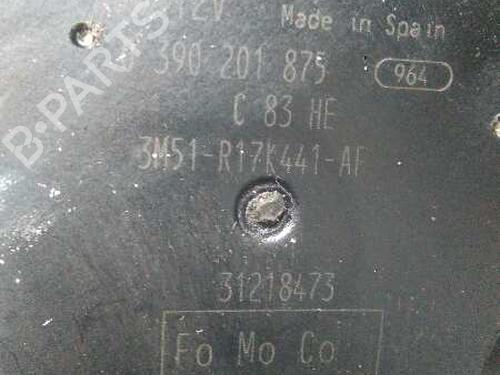 12V Made in Spain
390 201 875 964
C 83 HE
3M51-R17K441-AF
31218473
Fo Mo Co
B-PARTS